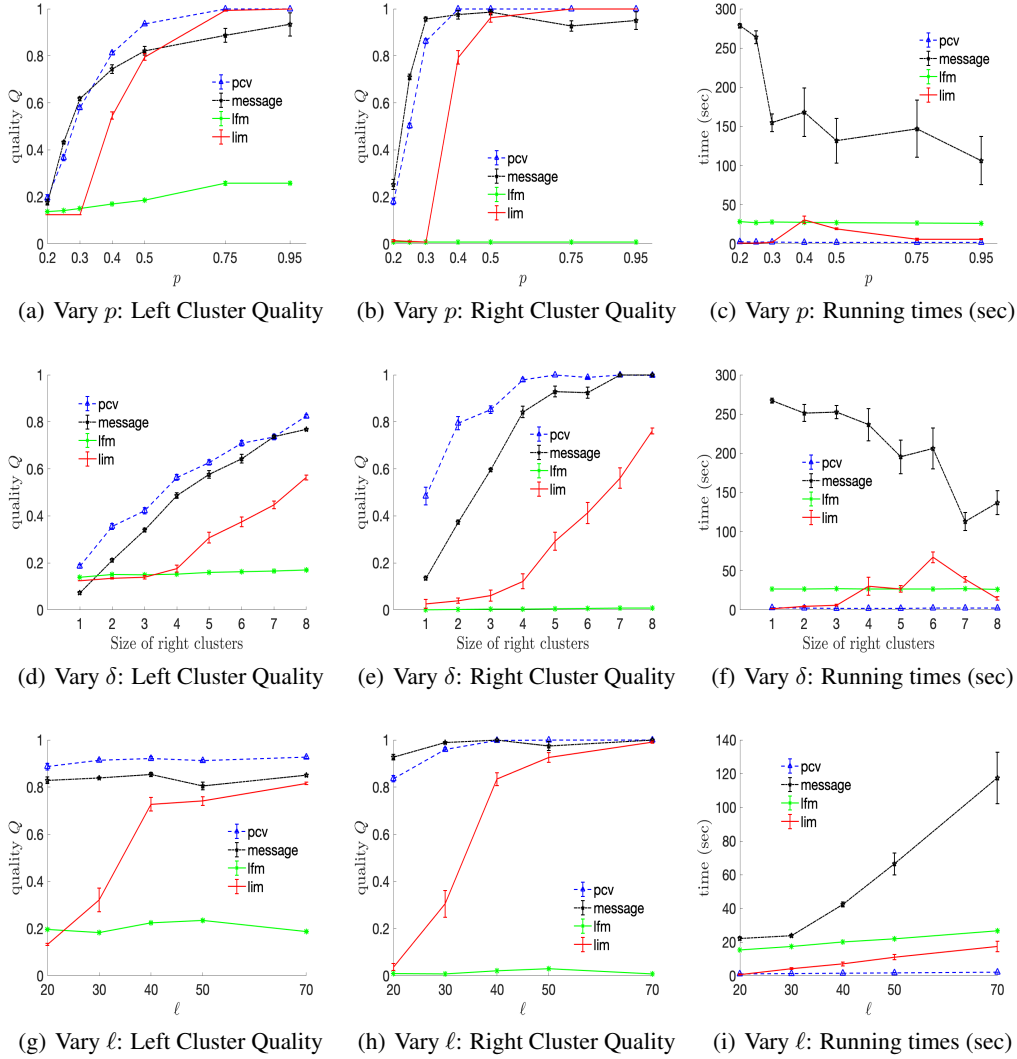 1
0.8
0.6
0.4
0.2
0
quality Q
pcv
message
lfm
lim
0.2 0.3 0.4 0.5 0.75 0.95
p
(a) Vary p: Left Cluster Quality
1
0.8
0.6
0.4
0.2
0
quality Q
pcv
message
lfm
lim
0.2 0.3 0.4 0.5 0.75 0.95
p
(b) Vary p: Right Cluster Quality
300
250
200
150
100
50
0
time (sec)
pcv
message
lfm
lim
0.2 0.3 0.4 0.5 0.75 0.95
p
(c) Vary p: Running times (sec)
1
0.8
0.6
0.4
0.2
0
quality Q
pcv
message
lfm
lim
1 2 3 4 5 6 7 8
Size of right clusters
(d) Vary δ: Left Cluster Quality
1
0.8
0.6
0.4
0.2
0
quality Q
pcv
message
lfm
lim
1 2 3 4 5 6 7 8
Size of right clusters
(e) Vary δ: Right Cluster Quality
300
250
200
150
100
50
0
time (sec)
pcv
message
lfm
lim
1 2 3 4 5 6 7 8
Size of right clusters
(f) Vary δ: Running times (sec)
1
0.8
0.6
0.4
0.2
0
quality Q
pcv
message
lfm
lim
20 30 40 50 70
ℓ
(g) Vary ℓ: Left Cluster Quality
1
0.8
0.6
0.4
0.2
0
quality Q
pcv
message
lfm
lim
20 30 40 50 70
ℓ
(h) Vary ℓ: Right Cluster Quality
140
120
100
80
60
40
20
0
time (sec)
pcv
message
lfm
lim
20 30 40 50 70
ℓ
(i) Vary ℓ: Running times (sec)